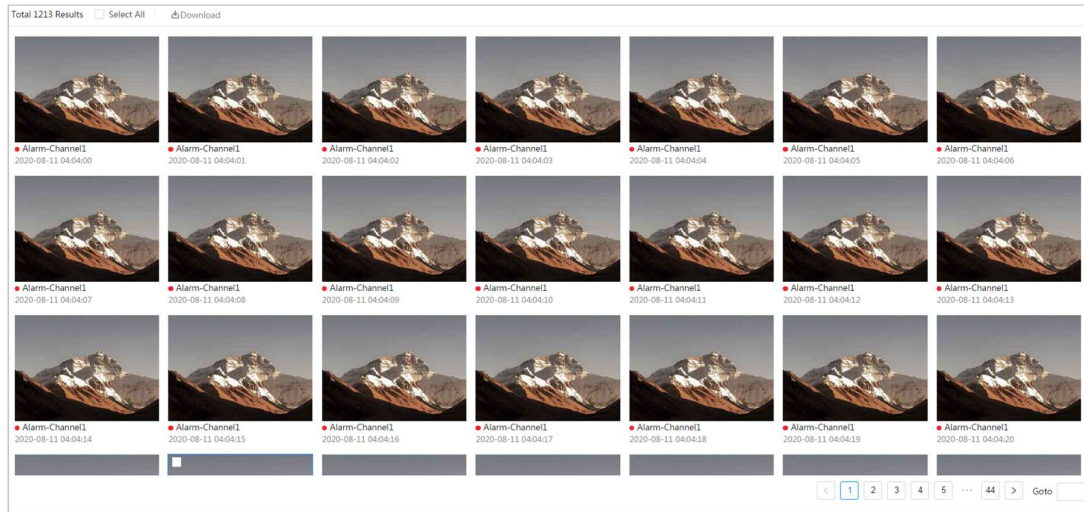 Total 1213 Results Select All Download
Alarm-Channel1 Alarm-Channel1 Alarm-Channel1 Alarm-Channel1 Alarm-Channel1 Alarm-Channel1 Alarm-Channel1
2020-08-11 04:04:00 2020-08-11 04:04:01 2020-08-11 04:04:02 2020-08-11 04:04:03 2020-08-11 04:04:04 2020-08-11 04:04:05 2020-08-11 04:04:06
Alarm-Channel1 Alarm-Channel1 Alarm-Channel1 Alarm-Channel1 Alarm-Channel1 Alarm-Channel1 Alarm-Channel1
2020-08-11 04:04:07 2020-08-11 04:04:08 2020-08-11 04:04:09 2020-08-11 04:04:10 2020-08-11 04:04:11 2020-08-11 04:04:12 2020-08-11 04:04:13
Alarm-Channel1 Alarm-Channel1 Alarm-Channel1 Alarm-Channel1 Alarm-Channel1 Alarm-Channel1 Alarm-Channel1
2020-08-11 04:04:14 2020-08-11 04:04:15 2020-08-11 04:04:16 2020-08-11 04:04:17 2020-08-11 04:04:18 2020-08-11 04:04:19 2020-08-11 04:04:20
< 1 2 3 4 5 ··· 44 > Goto